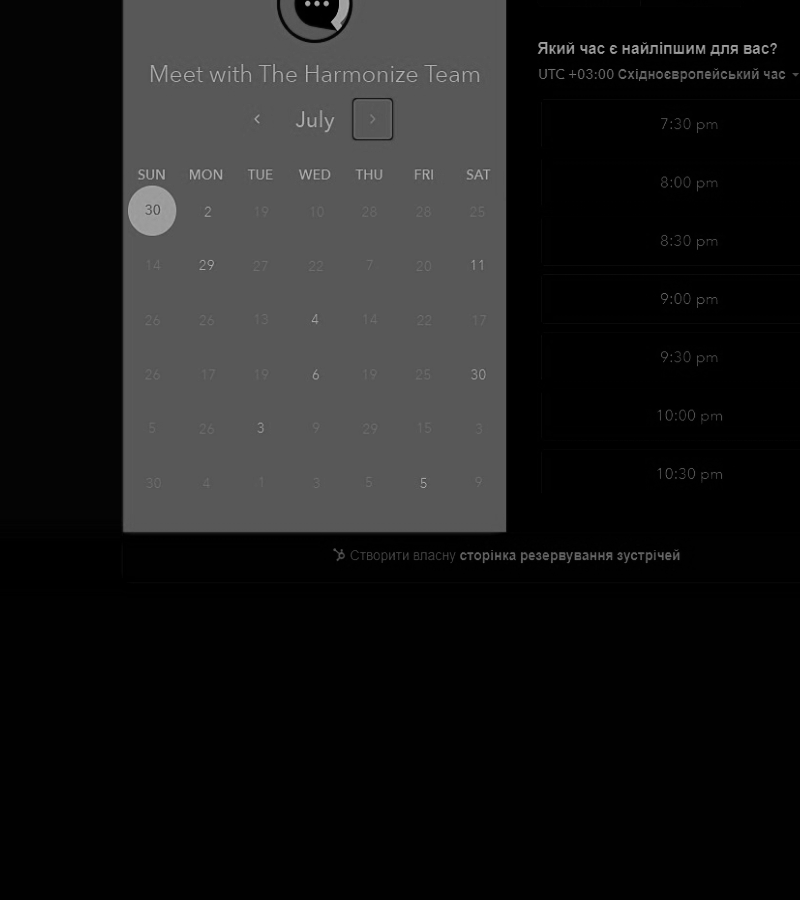 Meet with The Harmonize Team
July
SUN MON TUE WED THU FRI SAT
30 2 19 10 28 28 25
14 29 27 22 7 20 11
26 26 13 4 14 22 17
26 17 19 6 19 25 30
5 26 3 9 29 15 3
30 4 1 3 5 5 9
Який час є найліпшим для вас?
UTC +03:00 Східноєвропейський час
7:30 pm
8:00 pm
8:30 pm
9:00 pm
9:30 pm
10:00 pm
10:30 pm
Створити власну сторінка резервування зустрічей